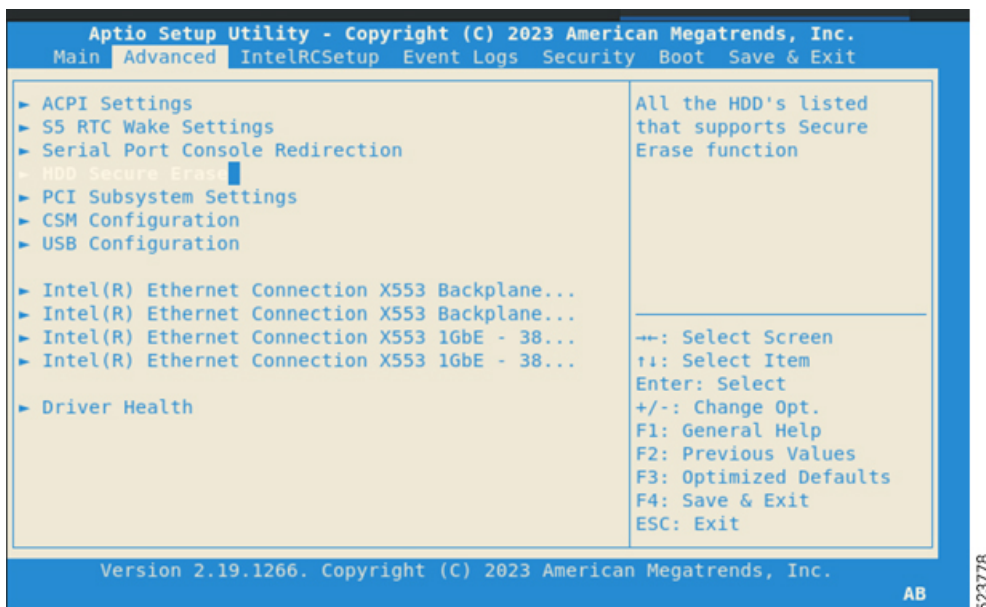 Aptio Setup Utility - Copyright (C) 2023 American Megatrends, Inc.
Main Advanced IntelRCSetup Event Logs Security Boot Save & Exit
► ACPI Settings
► S5 RTC Wake Settings
► Serial Port Console Redirection
► HDD Secure Erase
► PCI Subsystem Settings
► CSM Configuration
► USB Configuration
► Intel(R) Ethernet Connection X553 Backplane...
► Intel(R) Ethernet Connection X553 Backplane...
► Intel(R) Ethernet Connection X553 1GbE - 38...
► Intel(R) Ethernet Connection X553 1GbE - 38...
► Driver Health
All the HDD's listed
that supports Secure
Erase function
→←: Select Screen
↑↓: Select Item
Enter: Select
+/-: Change Opt.
F1: General Help
F2: Previous Values
F3: Optimized Defaults
F4: Save & Exit
ESC: Exit
Version 2.19.1266. Copyright (C) 2023 American Megatrends, Inc.
AB
523778